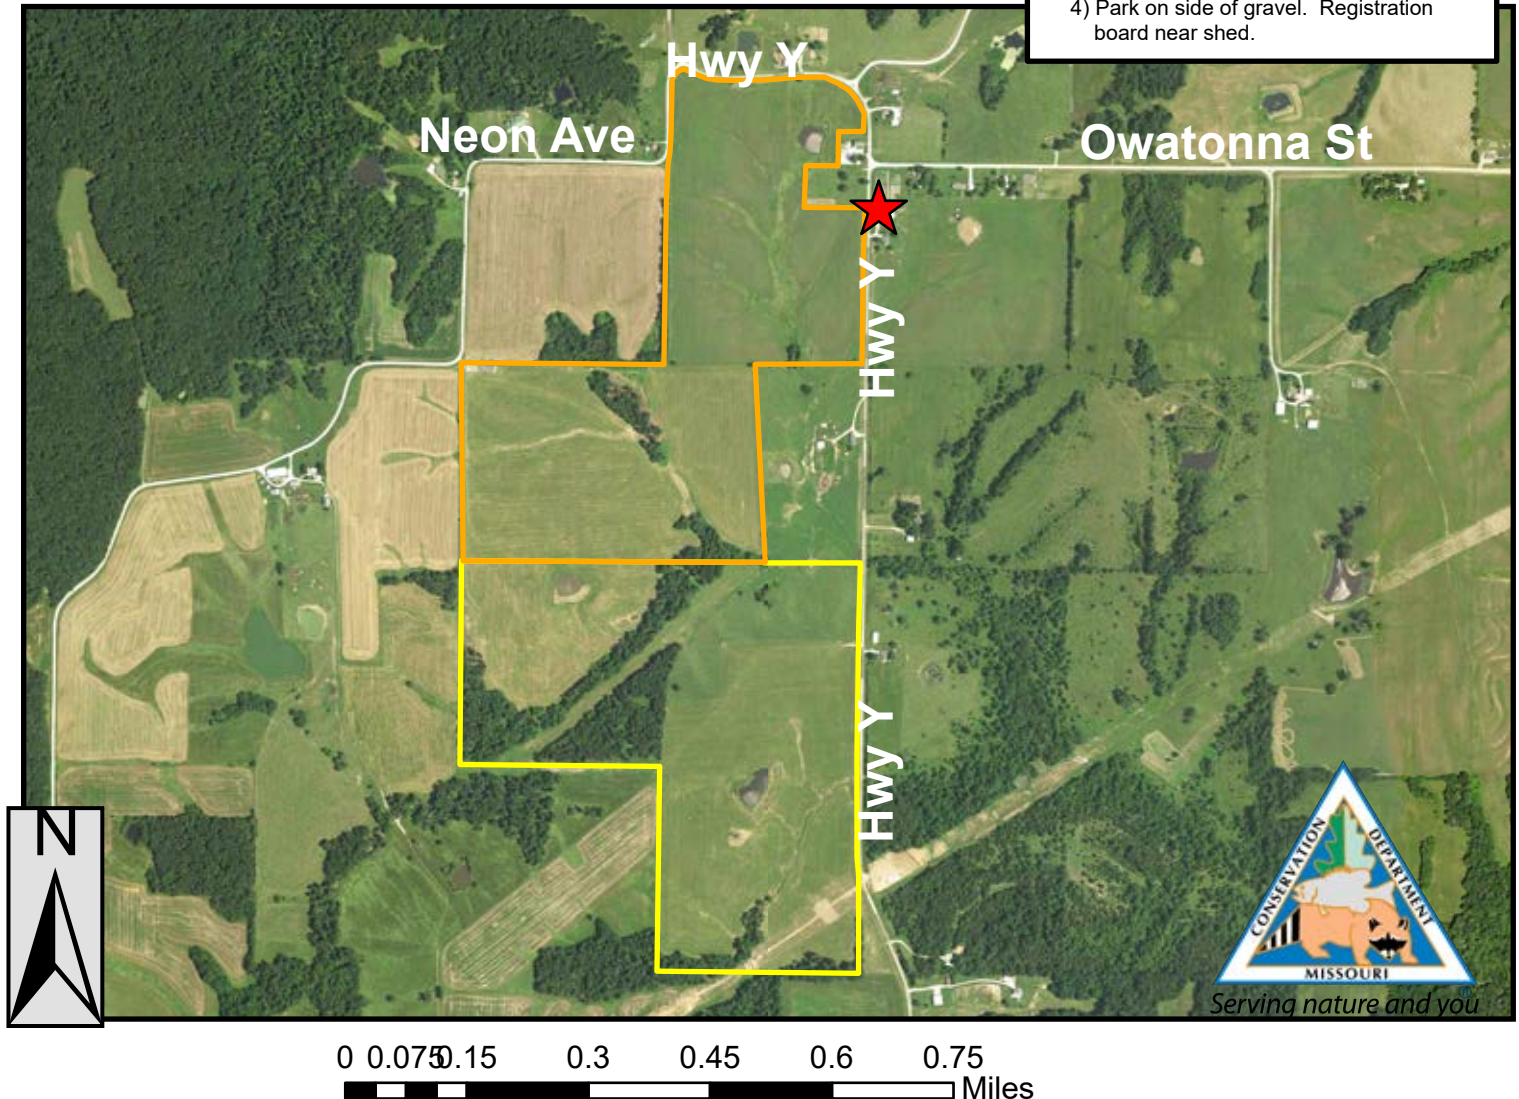 4) Park on side of gravel. Registration
board near shed.
Hwy Y
Neon Ave
Owatonna St
Hwy Y
Hwy Y
N
CONSERVATION
DEPARTMENT
MISSOURI
®
Serving nature and you
0 0.075 0.15 0.3 0.45 0.6 0.75
Miles